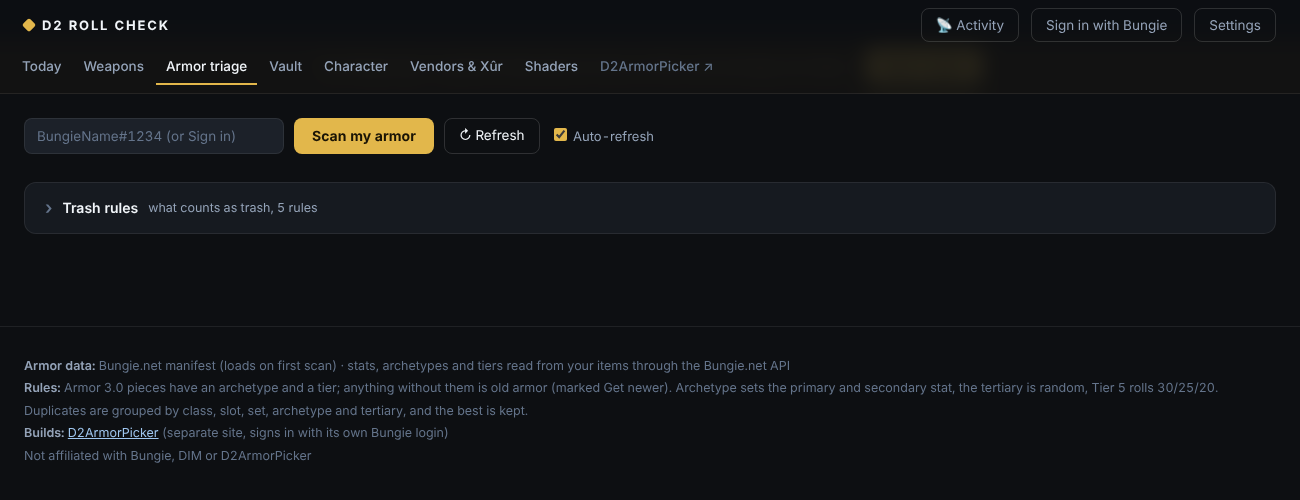 D2 ROLL CHECK
📡 Activity
Sign in with Bungie
Settings
Today
Weapons
Armor triage
Vault
Character
Vendors & Xûr
Shaders
D2ArmorPicker ↗
BungieName#1234 (or Sign in)
Scan my armor
↻ Refresh
Auto-refresh
Trash rules what counts as trash, 5 rules
Armor data: Bungie.net manifest (loads on first scan) · stats, archetypes and tiers read from your items through the Bungie.net API
Rules: Armor 3.0 pieces have an archetype and a tier; anything without them is old armor (marked Get newer). Archetype sets the primary and secondary stat, the tertiary is random, Tier 5 rolls 30/25/20.
Duplicates are grouped by class, slot, set, archetype and tertiary, and the best is kept.
Builds: D2ArmorPicker (separate site, signs in with its own Bungie login)
Not affiliated with Bungie, DIM or D2ArmorPicker